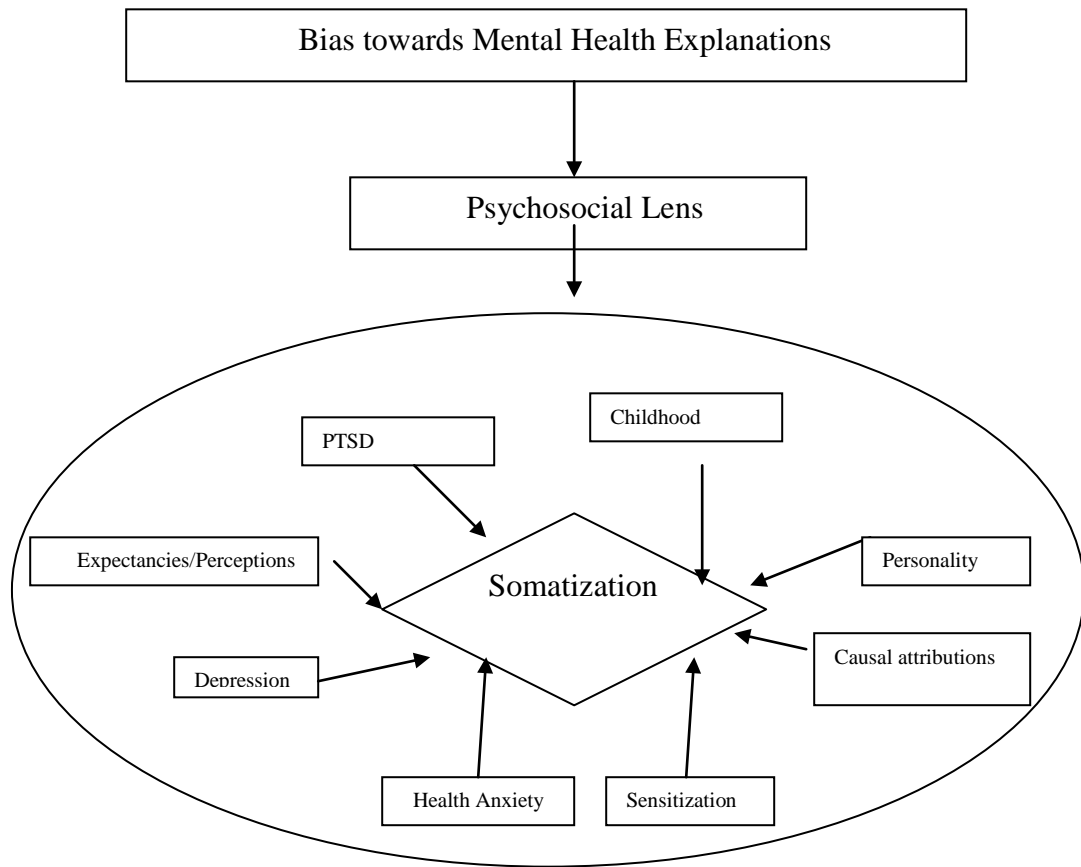 Bias towards Mental Health Explanations
Psychosocial Lens
Childhood
PTSD
Expectancies/Perceptions
Somatization
Personality
Causal attributions
Depression
Health Anxiety
Sensitization